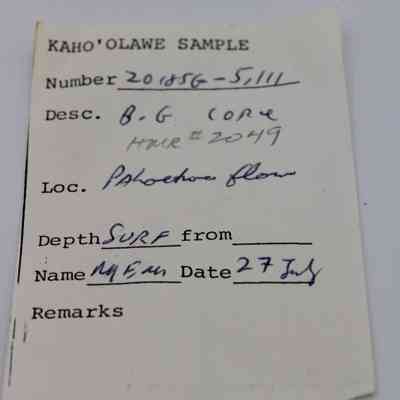 KAHO'OLAWE SAMPLE
Number 20185G-5,111
Desc. B.G CORE
HMR #2049
Loc. Pahoehoe flow
Depth SURF from
Name Date 27 July
Remarks